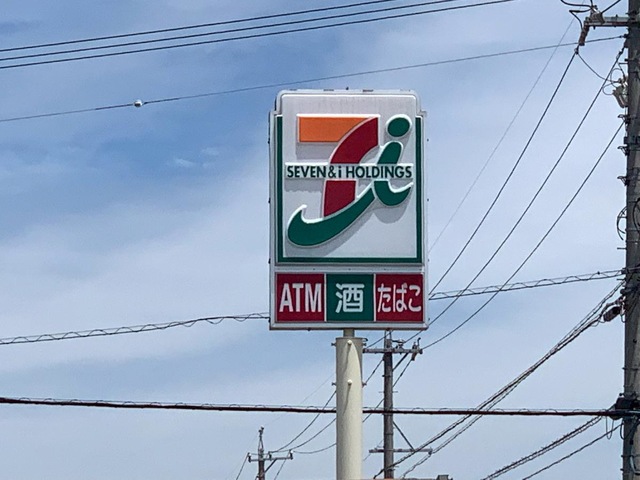 SEVEN&i HOLDINGS
ATM 酒 たばこ